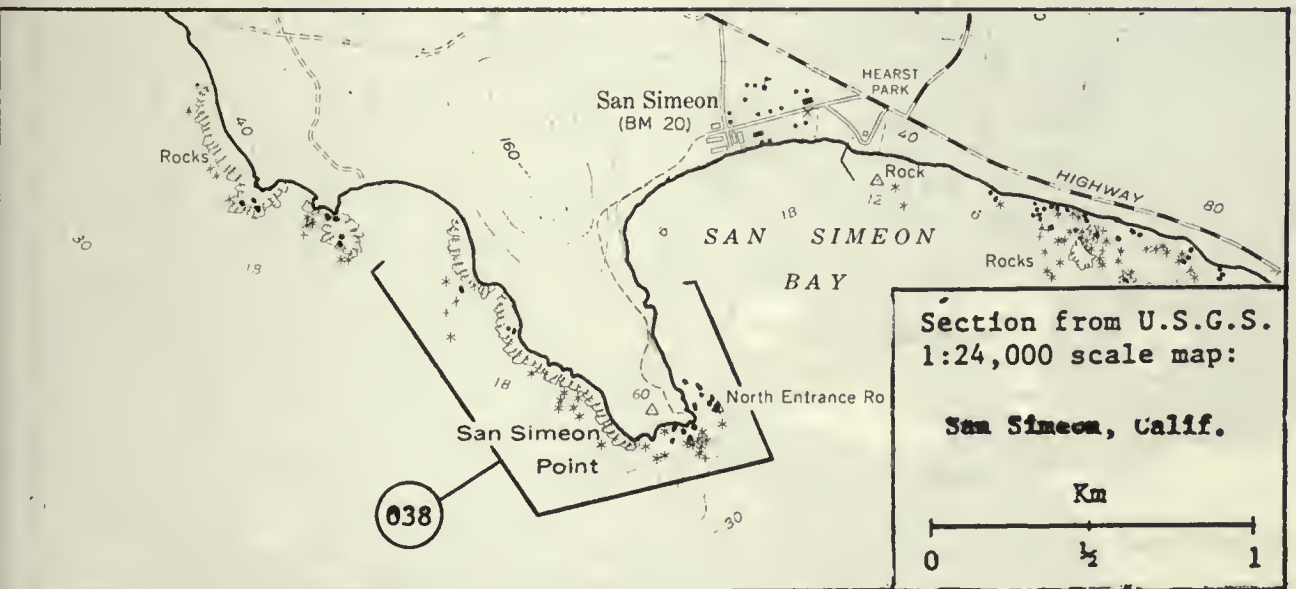 HEARST
PARK
San Simeon
(BM 20)
40
160
40
Rocks
Rock
12
HIGHWAY
80
18
6
6
30
18
SAN SIMEON
BAY
Rocks
Section from U.S.G.S.
1:24,000 scale map:
San Simeon, Calif.
Km
0 ½ 1
18
60
North Entrance Ro
San Simeon
Point
038
30